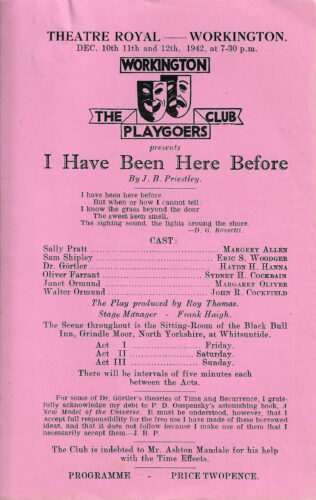 THEATRE ROYAL — WORKINGTON.
DEC. 10th 11th and 12th, 1942, at 7-30 p.m.
WORKINGTON
THE CLUB
PLAYGOERS
presents
I Have Been Here Before
By J. B. Priestley.
I have been here before
But when or how I cannot tell:
I know the grass beyond the door
The sweet keen smell,
The sighing sound, the lights around the shore.
—D. G. Rossetti.
CAST:
Sally Pratt ........ MARGERY ALLEN
Sam Shipley ........ ERIC S. WOODGER
Dr. Görtler ........ HAYDN H. HANNA
Oliver Farrant ........ SYDNEY H. COCKBAIN
Janet Ormund ........ MARGARET OLIVER
Walter Ormund ........ JOHN R. COCKFIELD
The Play produced by Roy Thomas.
Stage Manager - Frank Haigh.
The Scene throughout is the Sitting-Room of the Black Bull
Inn, Grindle Moor, North Yorkshire, at Whitsuntide.
Act I ........ Friday.
Act II ........ Saturday.
Act III ........ Sunday.
There will be intervals of five minutes each
between the Acts.
For some of Dr. Görtler's theories of Time and Recurrence, I grate-
fully acknowledge my debt to P. D. Ouspensky's astonishing book, A
New Model of the Universe. It must be understood, however, that I
accept full responsibility for the free use I have made of these borrowed
ideas, and that it does not follow because I make use of them that I
necessarily accept them.—J. B. P.
The Club is indebted to Mr. Ashton Mandale for his help
with the Time Effects.
PROGRAMME - PRICE TWOPENCE.